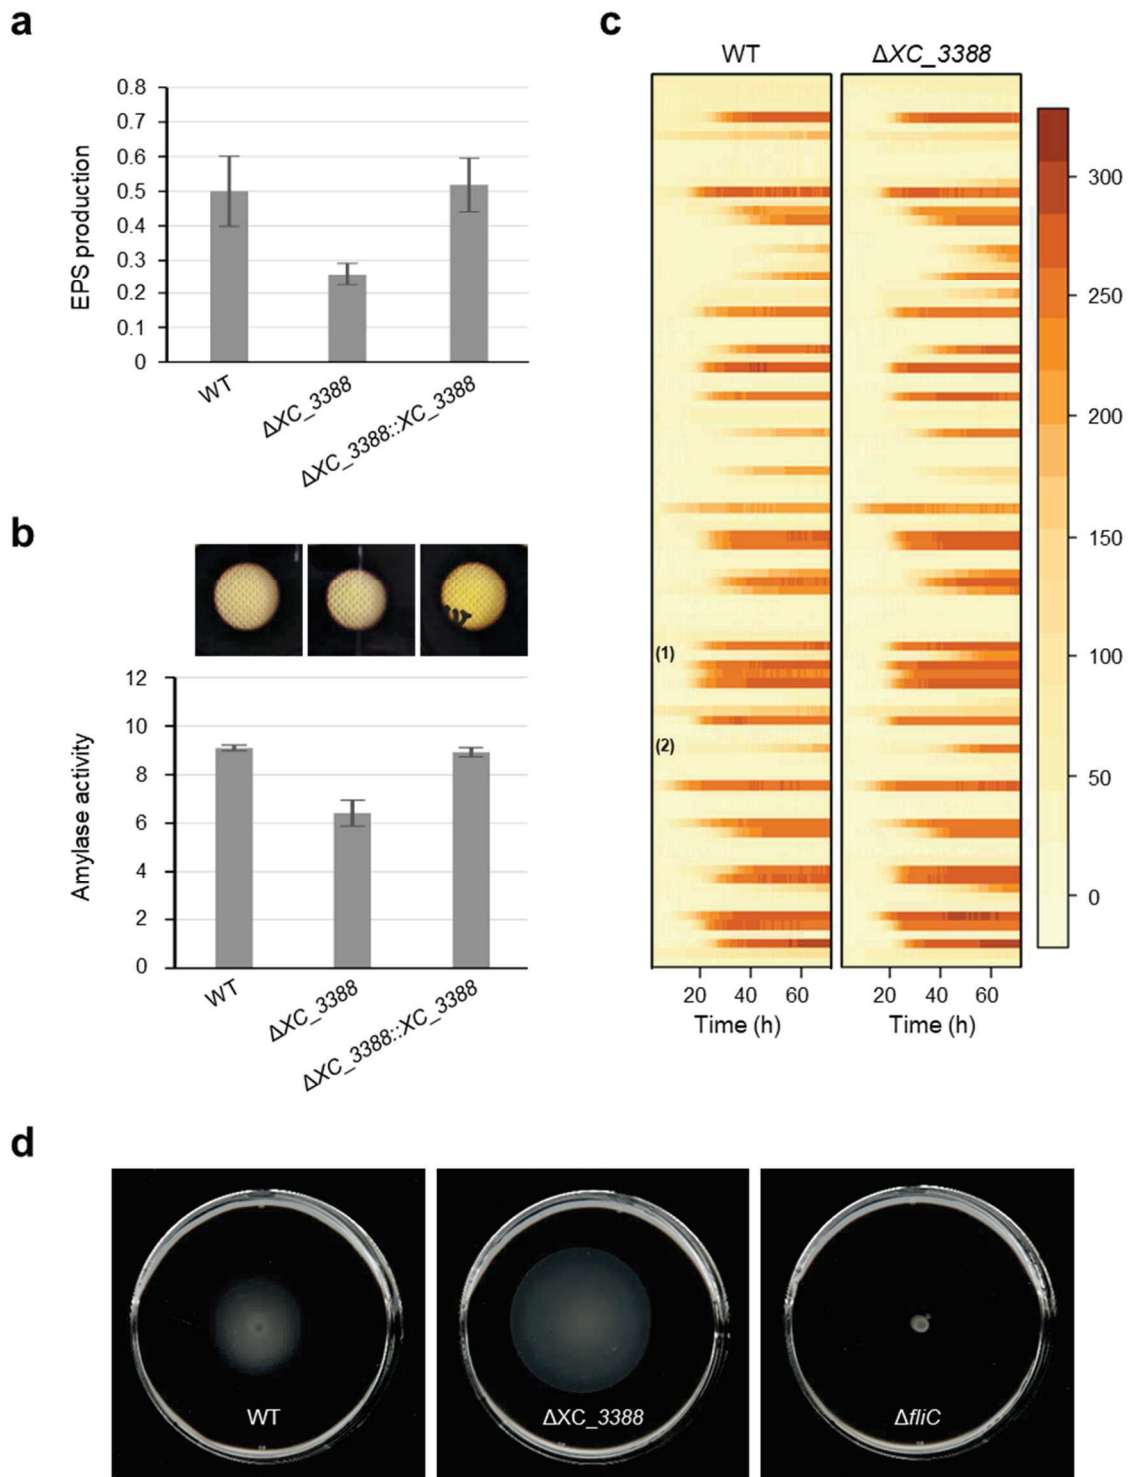 a
EPS production
0.8
0.7
0.6
0.5
0.4
0.3
0.2
0.1
0
WT
ΔXC_3388
ΔXC_3388::XC_3388
b
Amylase activity
12
10
8
6
4
2
0
WT
ΔXC_3388
ΔXC_3388::XC_3388
c
WT
ΔXC_3388
(1)
(2)
300
250
200
150
100
50
0
20 40 60
20 40 60
Time (h)
Time (h)
d
WT
ΔXC_3388
ΔfliC